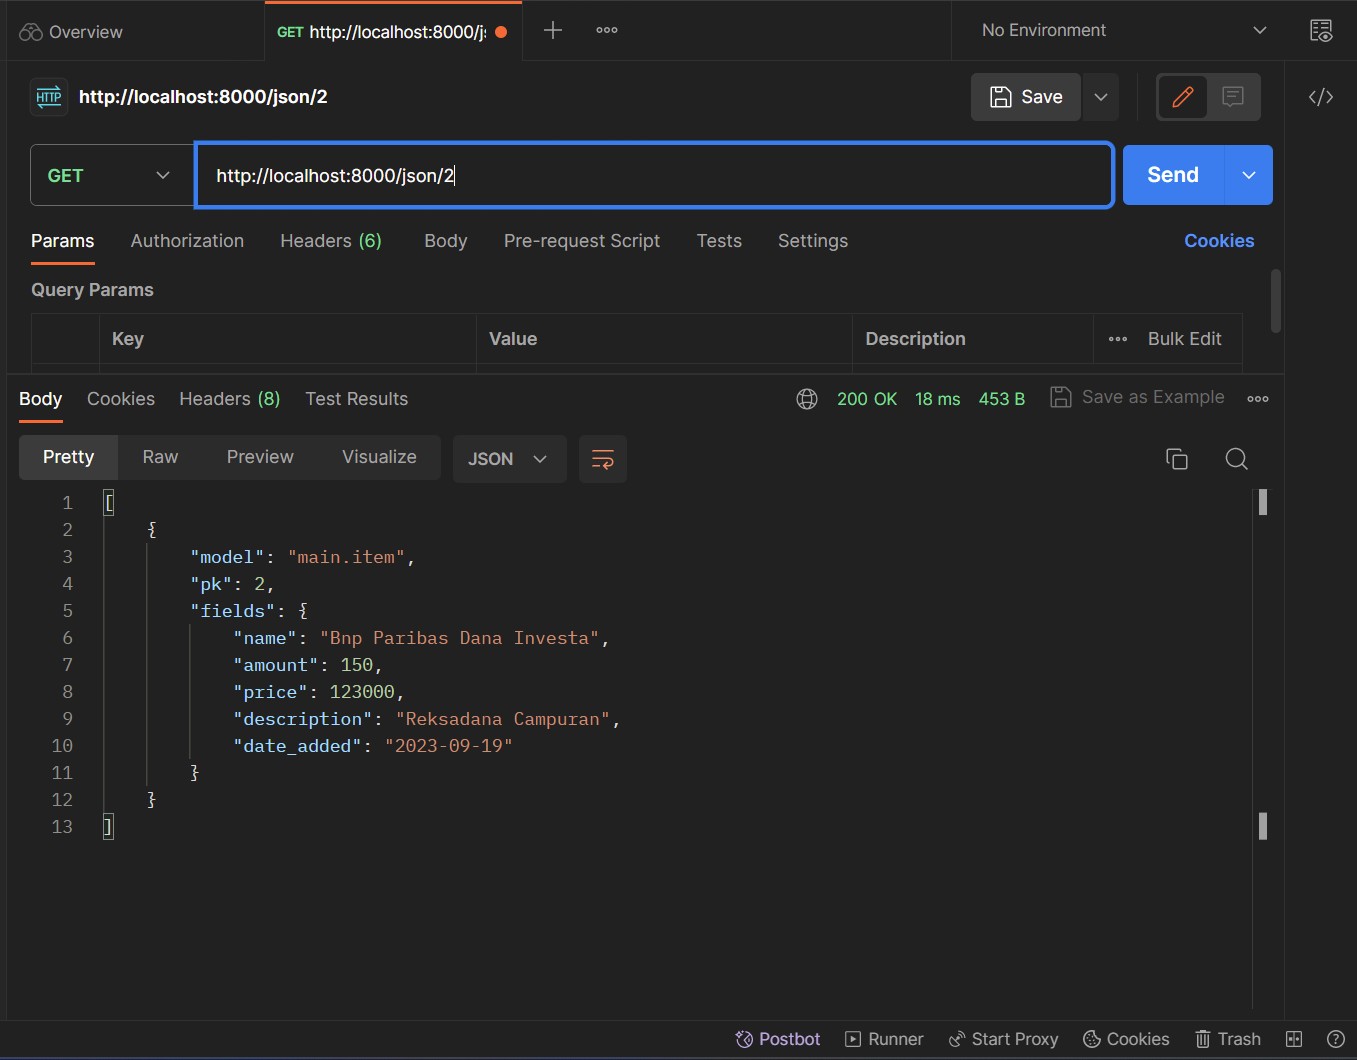 Overview
GET http://localhost:8000/js
No Environment
HTTP http://localhost:8000/json/2
Save
GET
http://localhost:8000/json/2
Send
Params Authorization Headers (6) Body Pre-request Script Tests Settings Cookies
Query Params
Key Value Description Bulk Edit
Body Cookies Headers (8) Test Results 200 OK 18 ms 453 B Save as Example
Pretty Raw Preview Visualize JSON
1 [
2 {
3 "model": "main.item",
4 "pk": 2,
5 "fields": {
6 "name": "Bnp Paribas Dana Investa",
7 "amount": 150,
8 "price": 123000,
9 "description": "Reksadana Campuran",
10 "date_added": "2023-09-19"
11 }
12 }
13 ]
Postbot Runner Start Proxy Cookies Trash